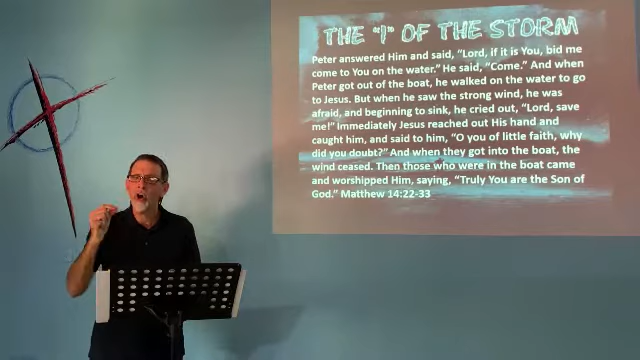 THE "I" OF THE STORM
Peter answered Him and said, "Lord, if it is You, bid me
come to You on the water." He said, "Come." And when
Peter got out of the boat, he walked on the water to go
to Jesus. But when he saw the strong wind, he was
afraid, and beginning to sink, he cried out, "Lord, save
me!" Immediately Jesus reached out His hand and
caught him, and said to him, "O you of little faith, why
did you doubt?" And when they got into the boat, the
wind ceased. Then those who were in the boat came
and worshipped Him, saying, "Truly You are the Son of
God." Matthew 14:22-33